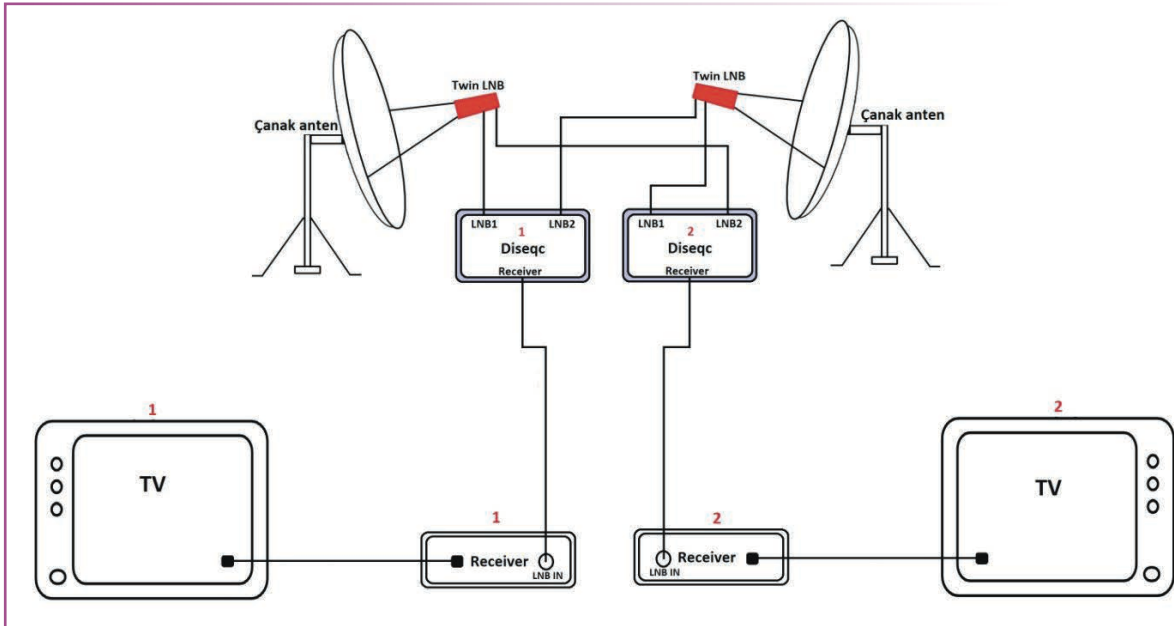 Twin LNB
Twin LNB
Çanak anten
Çanak anten
LNB1 1 LNB2
Diseqc
Receiver
LNB1 2 LNB2
Diseqc
Receiver
1
TV
2
TV
1
Receiver
LNB IN
2
Receiver
LNB IN